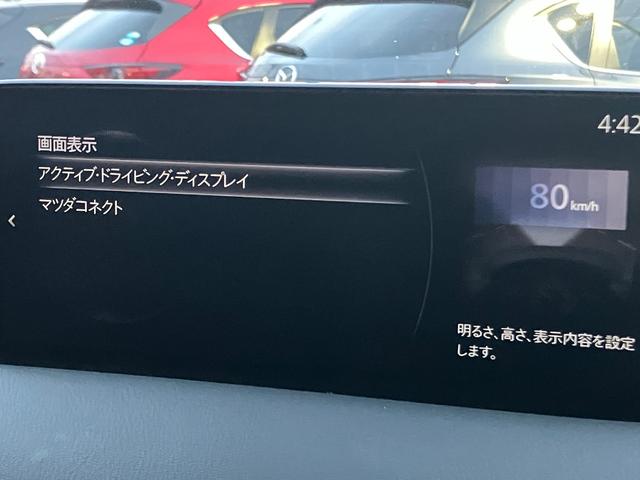 4:42
画面表示
アクティブ・ドライビング・ディスプレイ
マツダコネクト
80 km/h
明るさ、高さ、表示内容を設定
します。